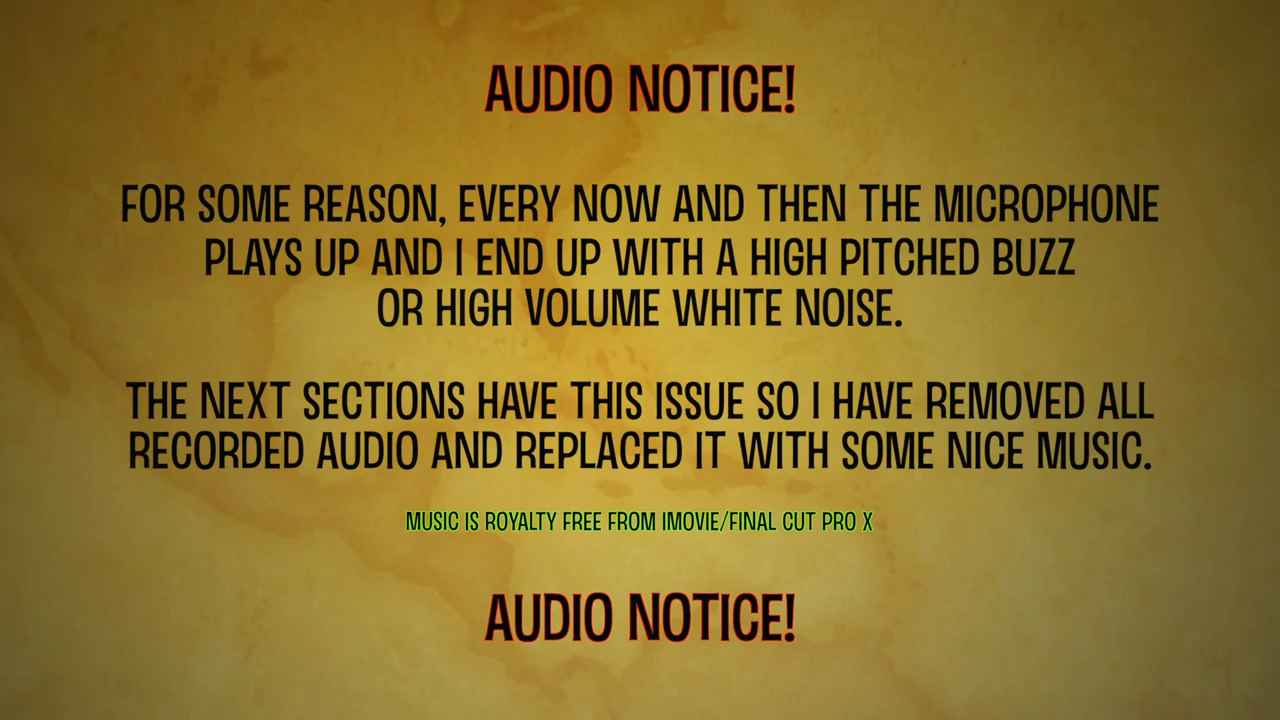 AUDIO NOTICE!
FOR SOME REASON, EVERY NOW AND THEN THE MICROPHONE
PLAYS UP AND I END UP WITH A HIGH PITCHED BUZZ
OR HIGH VOLUME WHITE NOISE.
THE NEXT SECTIONS HAVE THIS ISSUE SO I HAVE REMOVED ALL
RECORDED AUDIO AND REPLACED IT WITH SOME NICE MUSIC.
MUSIC IS ROYALTY FREE FROM IMOVIE/FINAL CUT PRO X
AUDIO NOTICE!